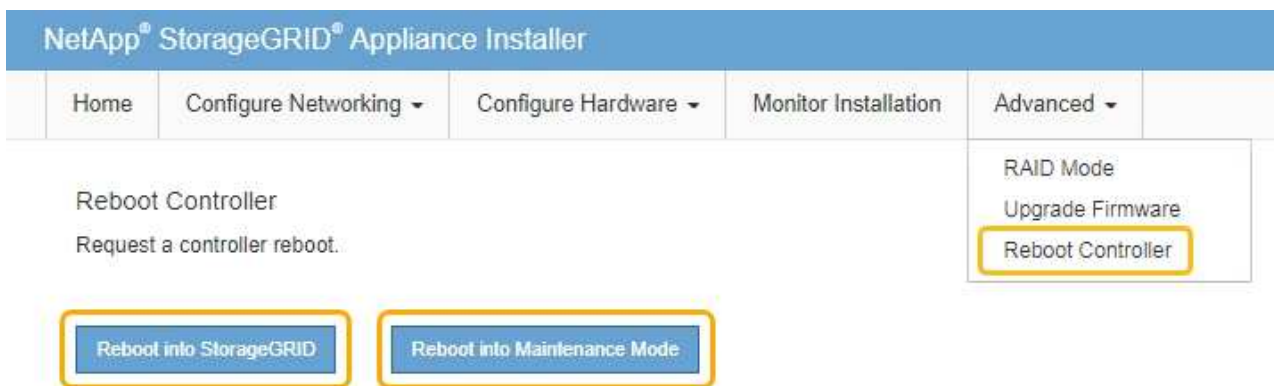 NetApp® StorageGRID® Appliance Installer
Home Configure Networking Configure Hardware Monitor Installation Advanced
RAID Mode
Upgrade Firmware
Reboot Controller
Reboot Controller
Request a controller reboot.
Reboot into StorageGRID Reboot into Maintenance Mode